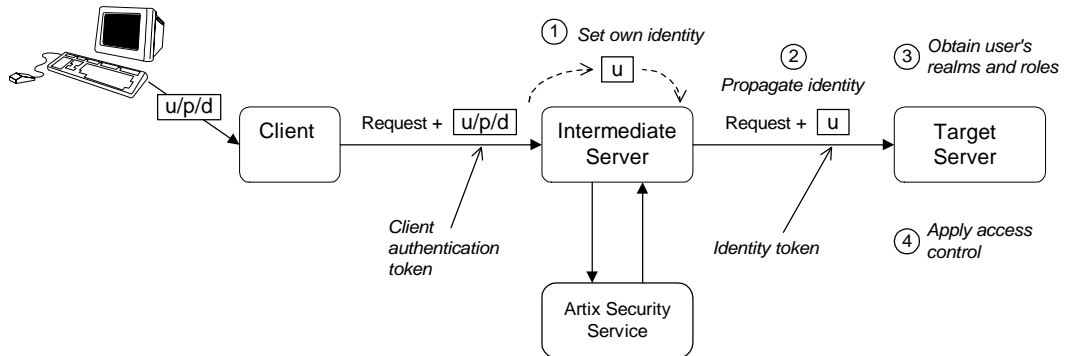 1 Set own identity
u
2
Propagate identity
3 Obtain user's
realms and roles
u/p/d
Client
Request + u/p/d
Intermediate
Server
Request + u
Target
Server
Client
authentication
token
Identity token
4 Apply access
control
Artix Security
Service